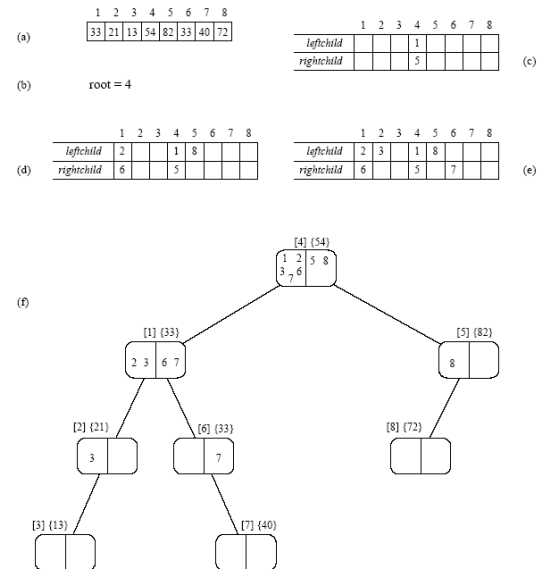 (a)
1 2 3 4 5 6 7 8
33 21 13 54 82 33 40 72
(b) root = 4
1 2 3 4 5 6 7 8
leftchild 1
rightchild 5
(c)
(d)
1 2 3 4 5 6 7 8
leftchild 2 1 8
rightchild 6 5
1 2 3 4 5 6 7 8
leftchild 2 3 1 8
rightchild 6 5 7
(e)
(f)
[4] {54}
1 2 5 8
3 7 6
[1] {33} [5] {82}
2 3 6 7 8
[2] {21} [6] {33} [8] {72}
3 7
[3] {13} [7] {40}